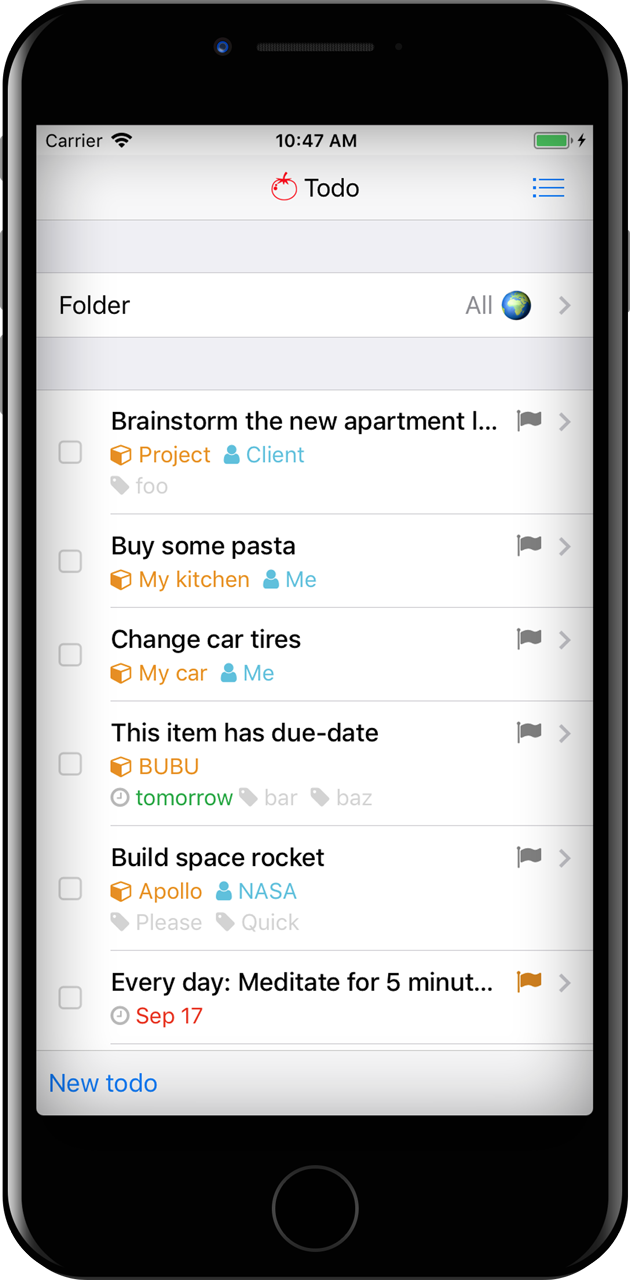 Carrier 10:47 AM
Todo
Folder All
Brainstorm the new apartment l...
Project Client
foo
Buy some pasta
My kitchen Me
Change car tires
My car Me
This item has due-date
BUBU
tomorrow bar baz
Build space rocket
Apollo NASA
Please Quick
Every day: Meditate for 5 minut...
Sep 17
New todo